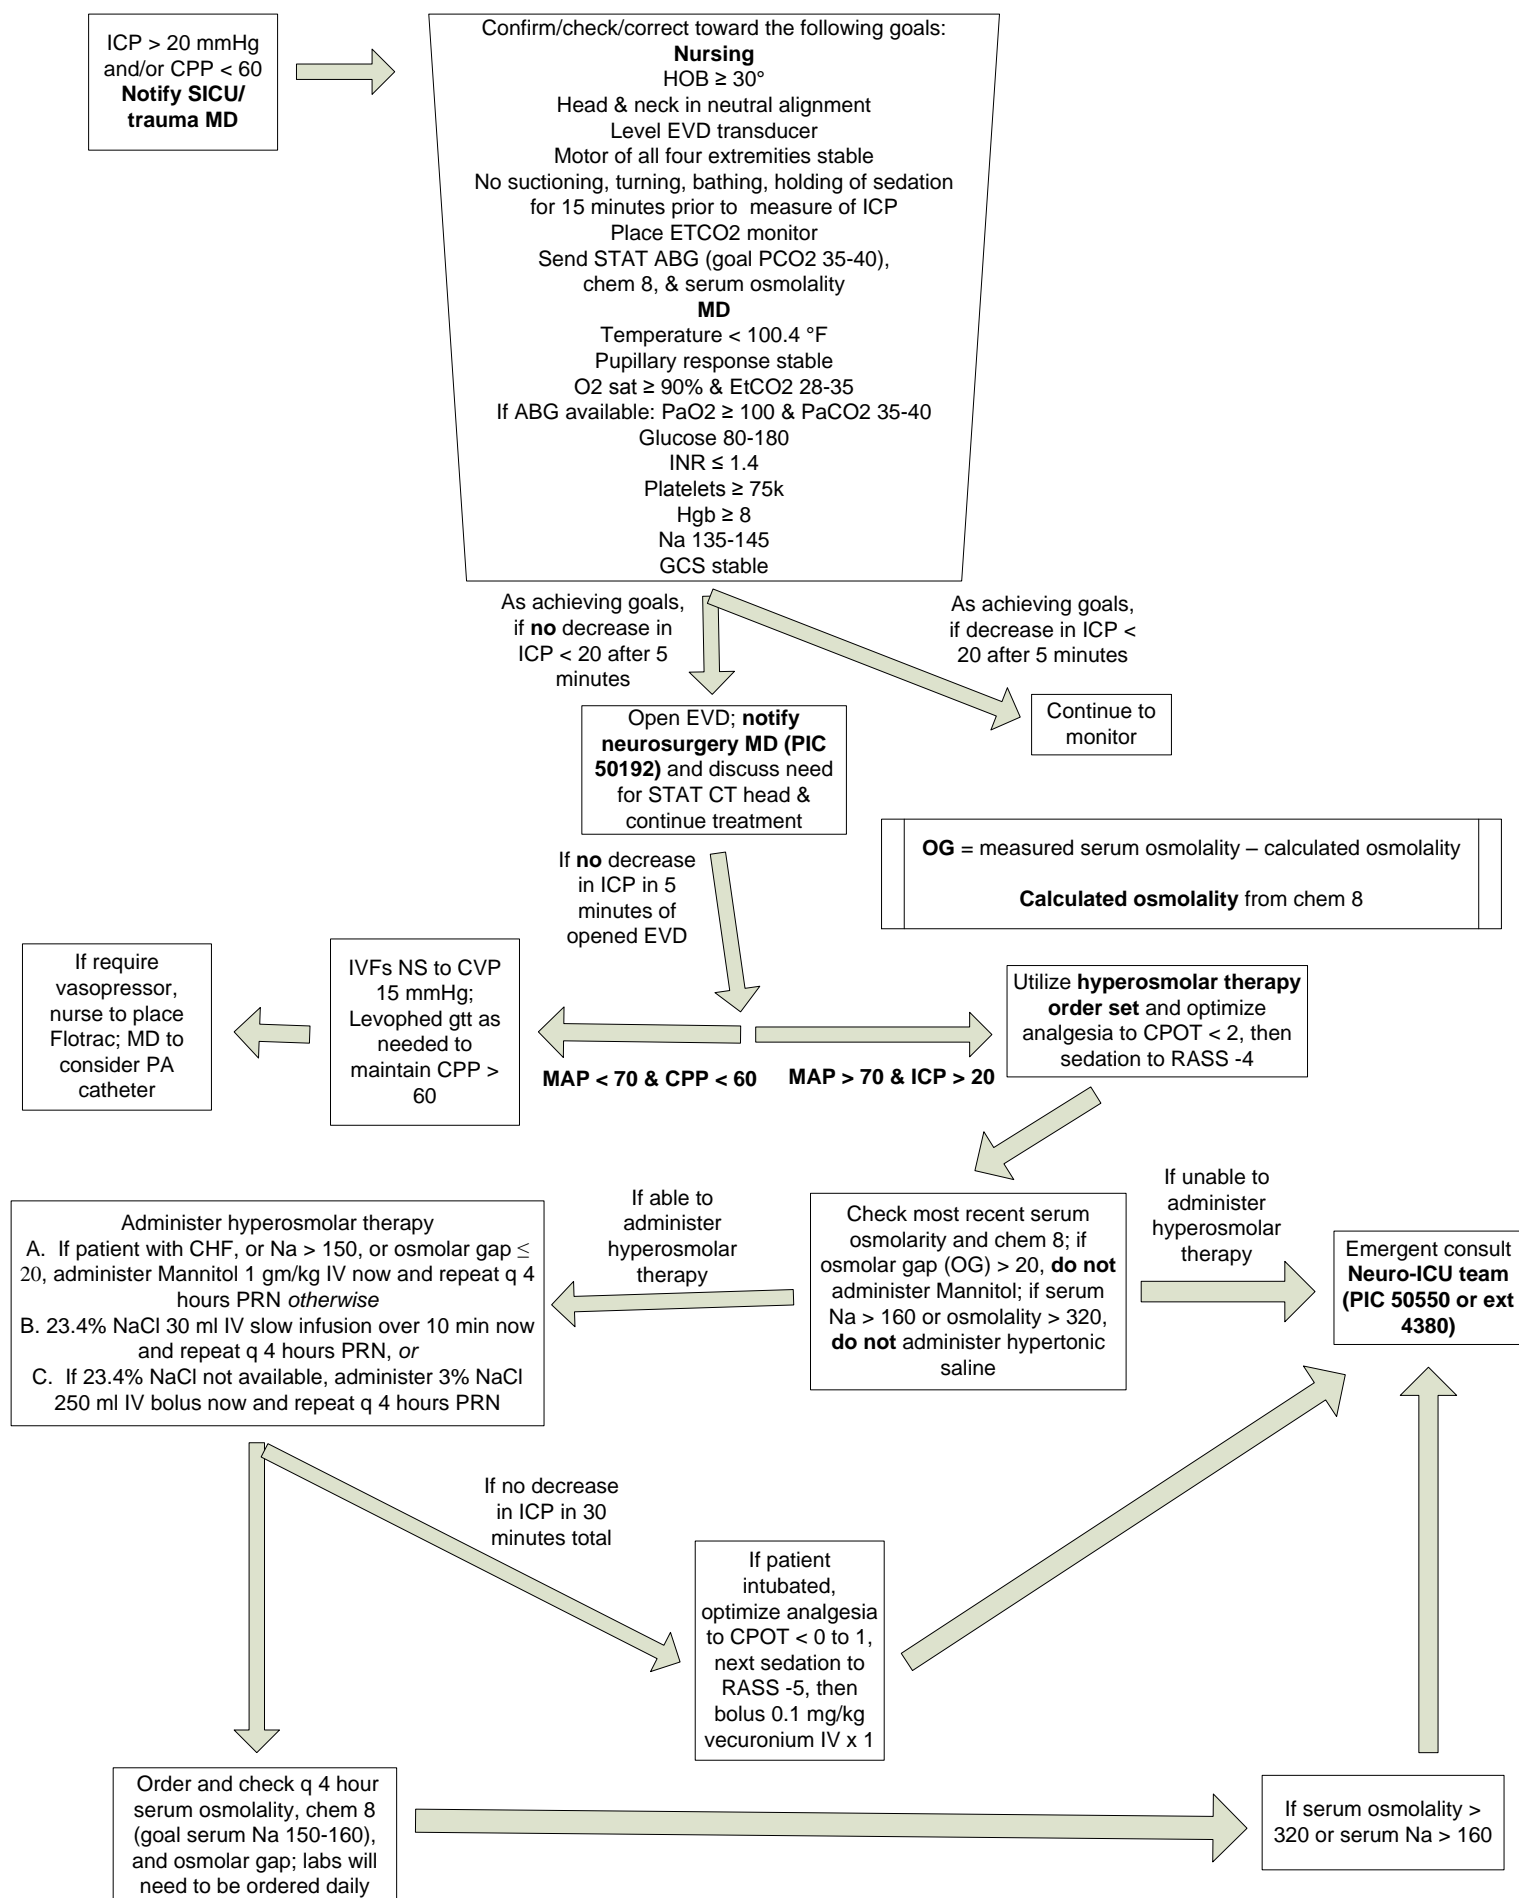 ICP > 20 mmHg
and/or CPP < 60
Notify SICU/
trauma MD
Confirm/check/correct toward the following goals:
Nursing
HOB ≥ 30°
Head & neck in neutral alignment
Level EVD transducer
Motor of all four extremities stable
No suctioning, turning, bathing, holding of sedation
for 15 minutes prior to measure of ICP
Place ETCO2 monitor
Send STAT ABG (goal PCO2 35-40),
chem 8, & serum osmolality
MD
Temperature < 100.4 °F
Pupillary response stable
O2 sat ≥ 90% & EtCO2 28-35
If ABG available: PaO2 ≥ 100 & PaCO2 35-40
Glucose 80-180
INR ≤ 1.4
Platelets ≥ 75k
Hgb ≥ 8
Na 135-145
GCS stable
As achieving goals,
if no decrease in
ICP < 20 after 5
minutes
As achieving goals,
if decrease in ICP <
20 after 5 minutes
Open EVD; notify
neurosurgery MD (PIC
50192) and discuss need
for STAT CT head &
continue treatment
Continue to
monitor
OG = measured serum osmolality – calculated osmolality
Calculated osmolality from chem 8
If no decrease
in ICP in 5
minutes of
opened EVD
If require
vasopressor,
nurse to place
Flotrac; MD to
consider PA
catheter
IVFs NS to CVP
15 mmHg;
Levophed gtt as
needed to
maintain CPP >
60
MAP < 70 & CPP < 60
MAP > 70 & ICP > 20
Utilize hyperosmolar therapy
order set and optimize
analgesia to CPOT < 2, then
sedation to RASS -4
Administer hyperosmolar therapy
A. If patient with CHF, or Na > 150, or osmolar gap ≤
20, administer Mannitol 1 gm/kg IV now and repeat q 4
hours PRN otherwise
B. 23.4% NaCl 30 ml IV slow infusion over 10 min now
and repeat q 4 hours PRN, or
C. If 23.4% NaCl not available, administer 3% NaCl
250 ml IV bolus now and repeat q 4 hours PRN
If able to
administer
hyperosmolar
therapy
Check most recent serum
osmolarity and chem 8; if
osmolar gap (OG) > 20, do not
administer Mannitol; if serum
Na > 160 or osmolality > 320,
do not administer hypertonic
saline
If unable to
administer
hyperosmolar
therapy
Emergent consult
Neuro-ICU team
(PIC 50550 or ext
4380)
If no decrease
in ICP in 30
minutes total
If patient
intubated,
optimize analgesia
to CPOT < 0 to 1,
next sedation to
RASS -5, then
bolus 0.1 mg/kg
vecuronium IV x 1
Order and check q 4 hour
serum osmolality, chem 8
(goal serum Na 150-160),
and osmolar gap; labs will
need to be ordered daily
If serum osmolality >
320 or serum Na > 160